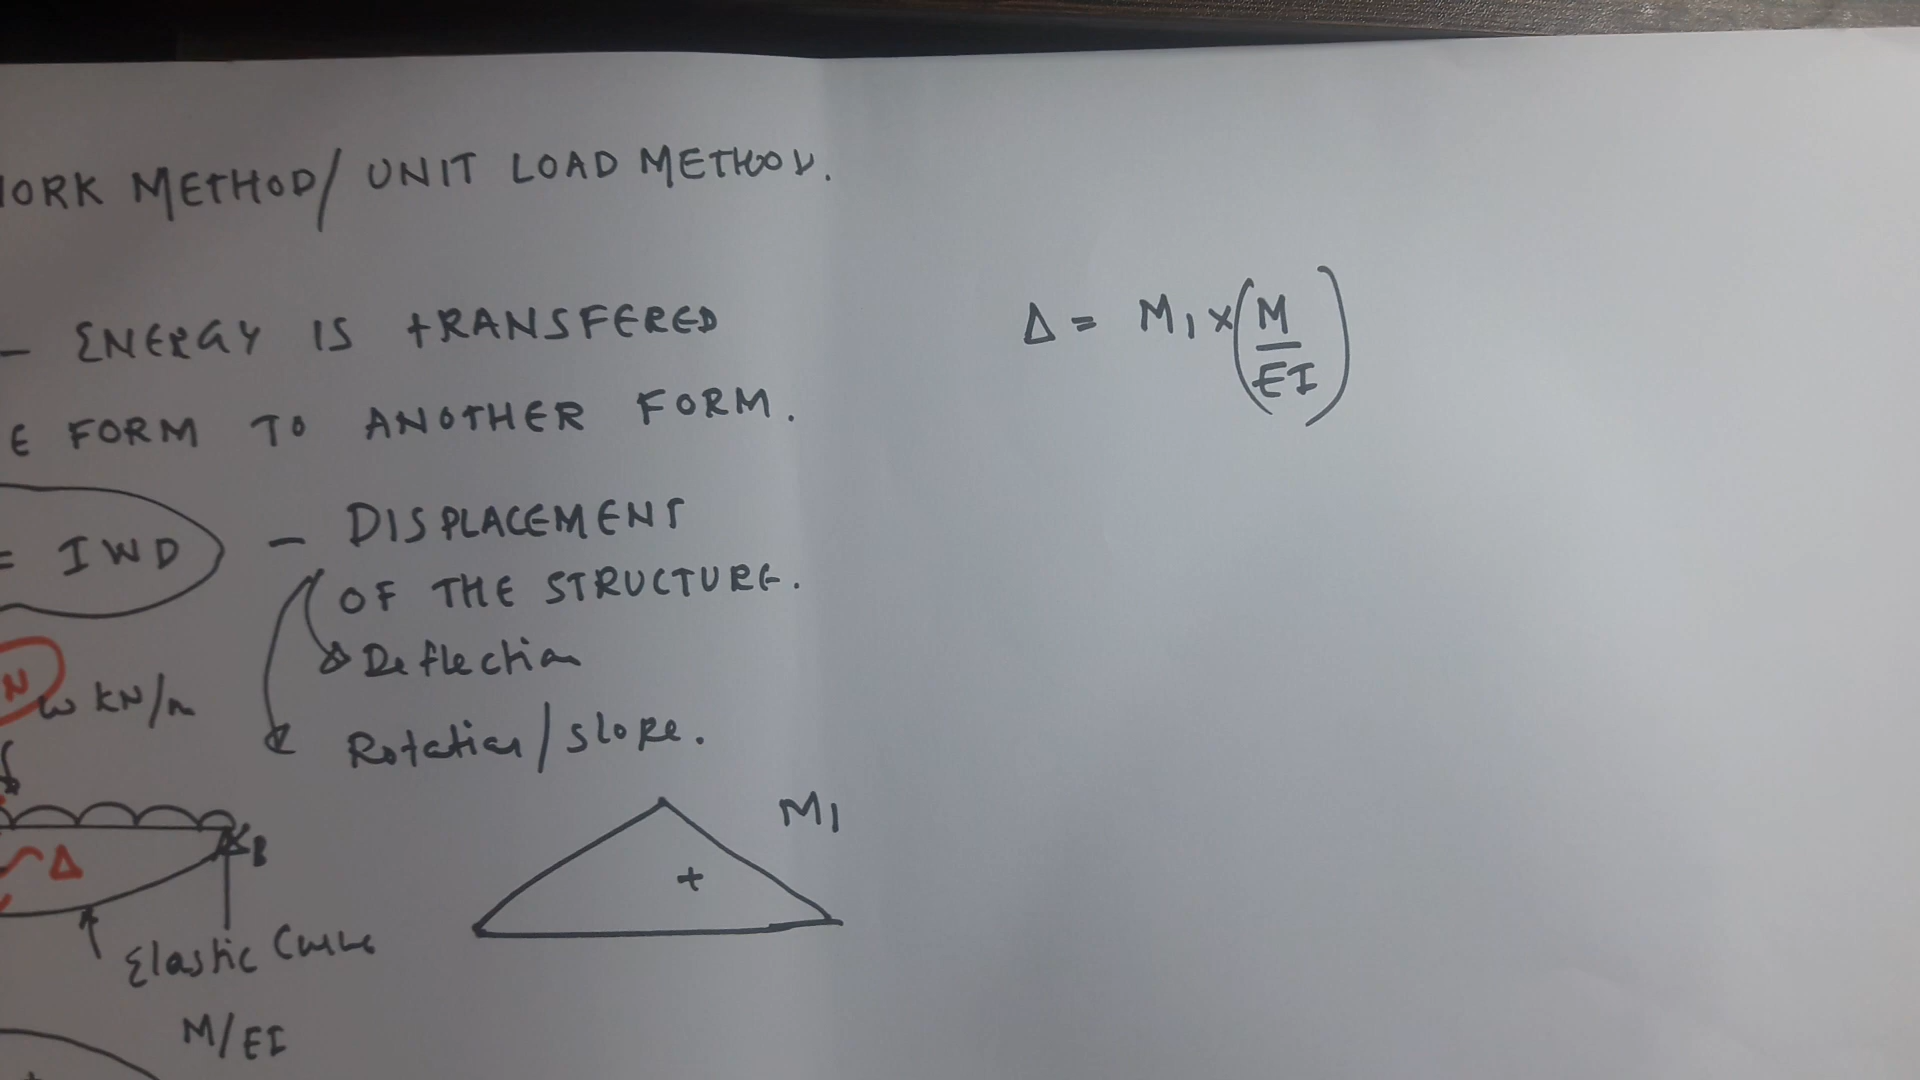 WORK METHOD/ UNIT LOAD METHOD.
- ENERGY IS tRANSFERED
E FORM TO ANOTHER FORM.
= IWD
- DISPLACEMENT
OF THE STRUCTURE.
Deflection
Rotation/slope.
N
w KN/m
Δ
B
Elastic Curve
M/EI
M1
+
Δ = M1 x (M
EI)